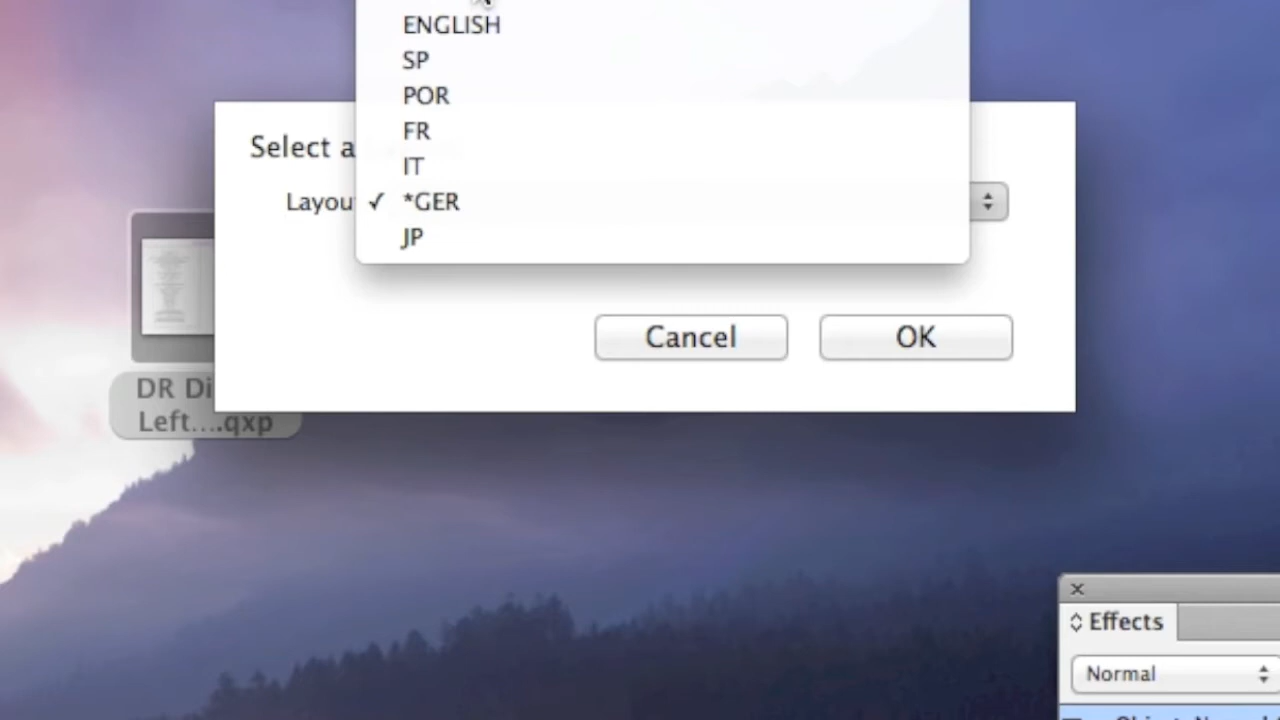 ENGLISH
SP
POR
FR
Select a
IT
Layou ✓ *GER
JP
Cancel
OK
DR Di
Left....qxp
Effects
Normal